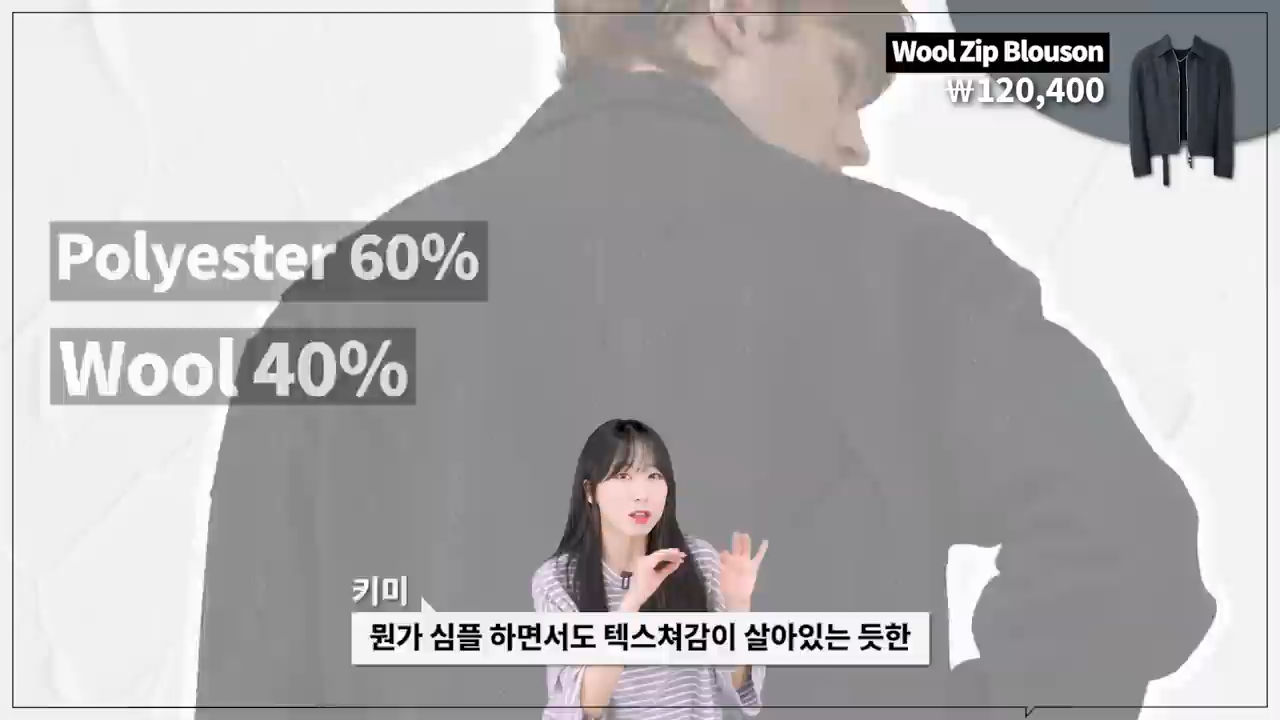 Wool Zip Blouson
₩120,400
Polyester 60%
Wool 40%
키미
뭔가 심플 하면서도 텍스쳐감이 살아있는 듯한